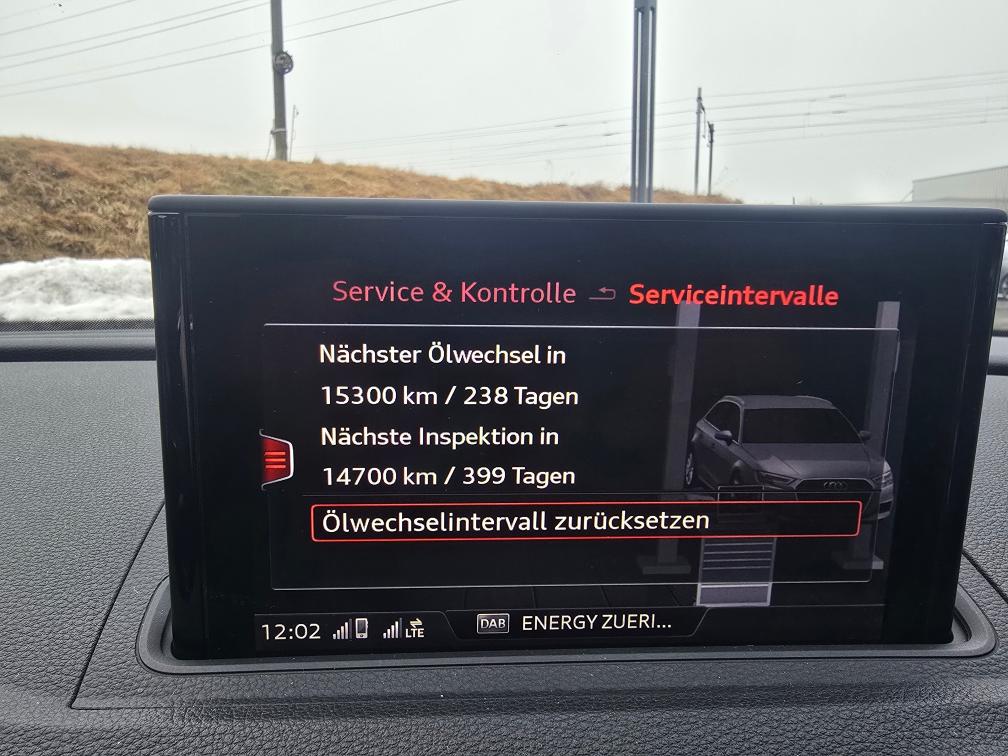 Service & Kontrolle Serviceintervalle
Nächster Ölwechsel in
15300 km / 238 Tagen
Nächste Inspektion in
14700 km / 399 Tagen
Ölwechselintervall zurücksetzen
12:02 LTE DAB ENERGY ZUERI...